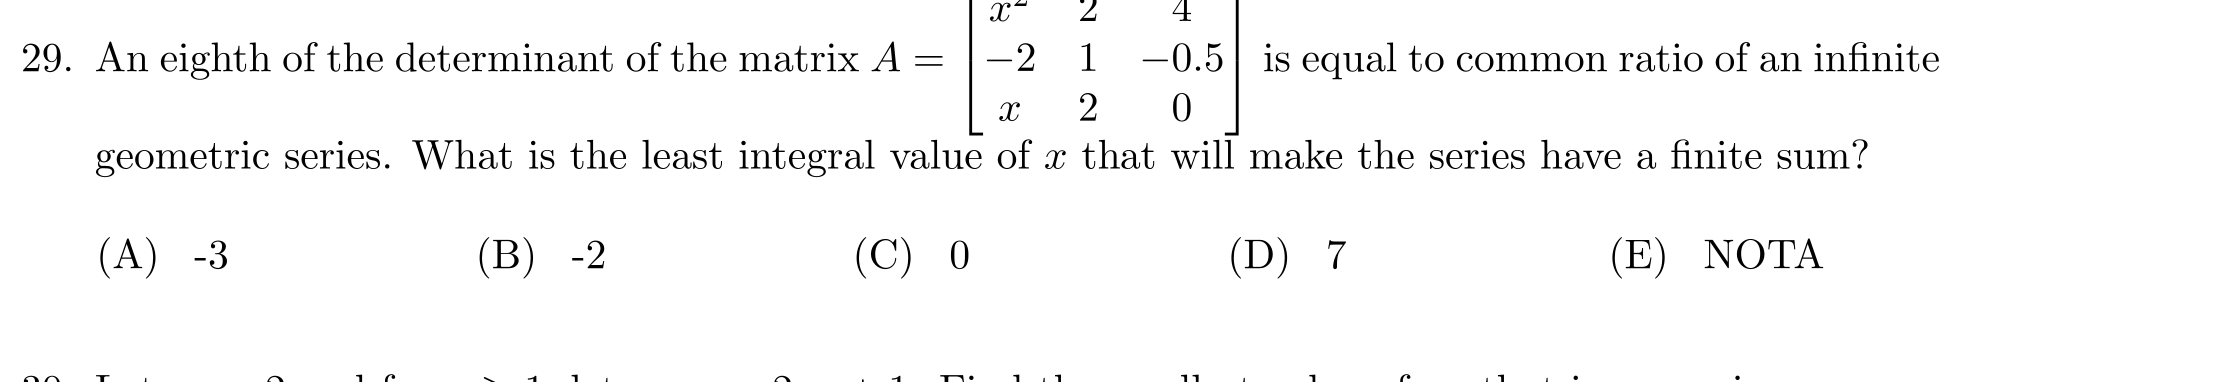 x² 2 4
29. An eighth of the determinant of the matrix A = −2 1 −0.5 is equal to common ratio of an infinite
x 2 0
geometric series. What is the least integral value of x that will make the series have a finite sum?
(A) -3 (B) -2 (C) 0 (D) 7 (E) NOTA